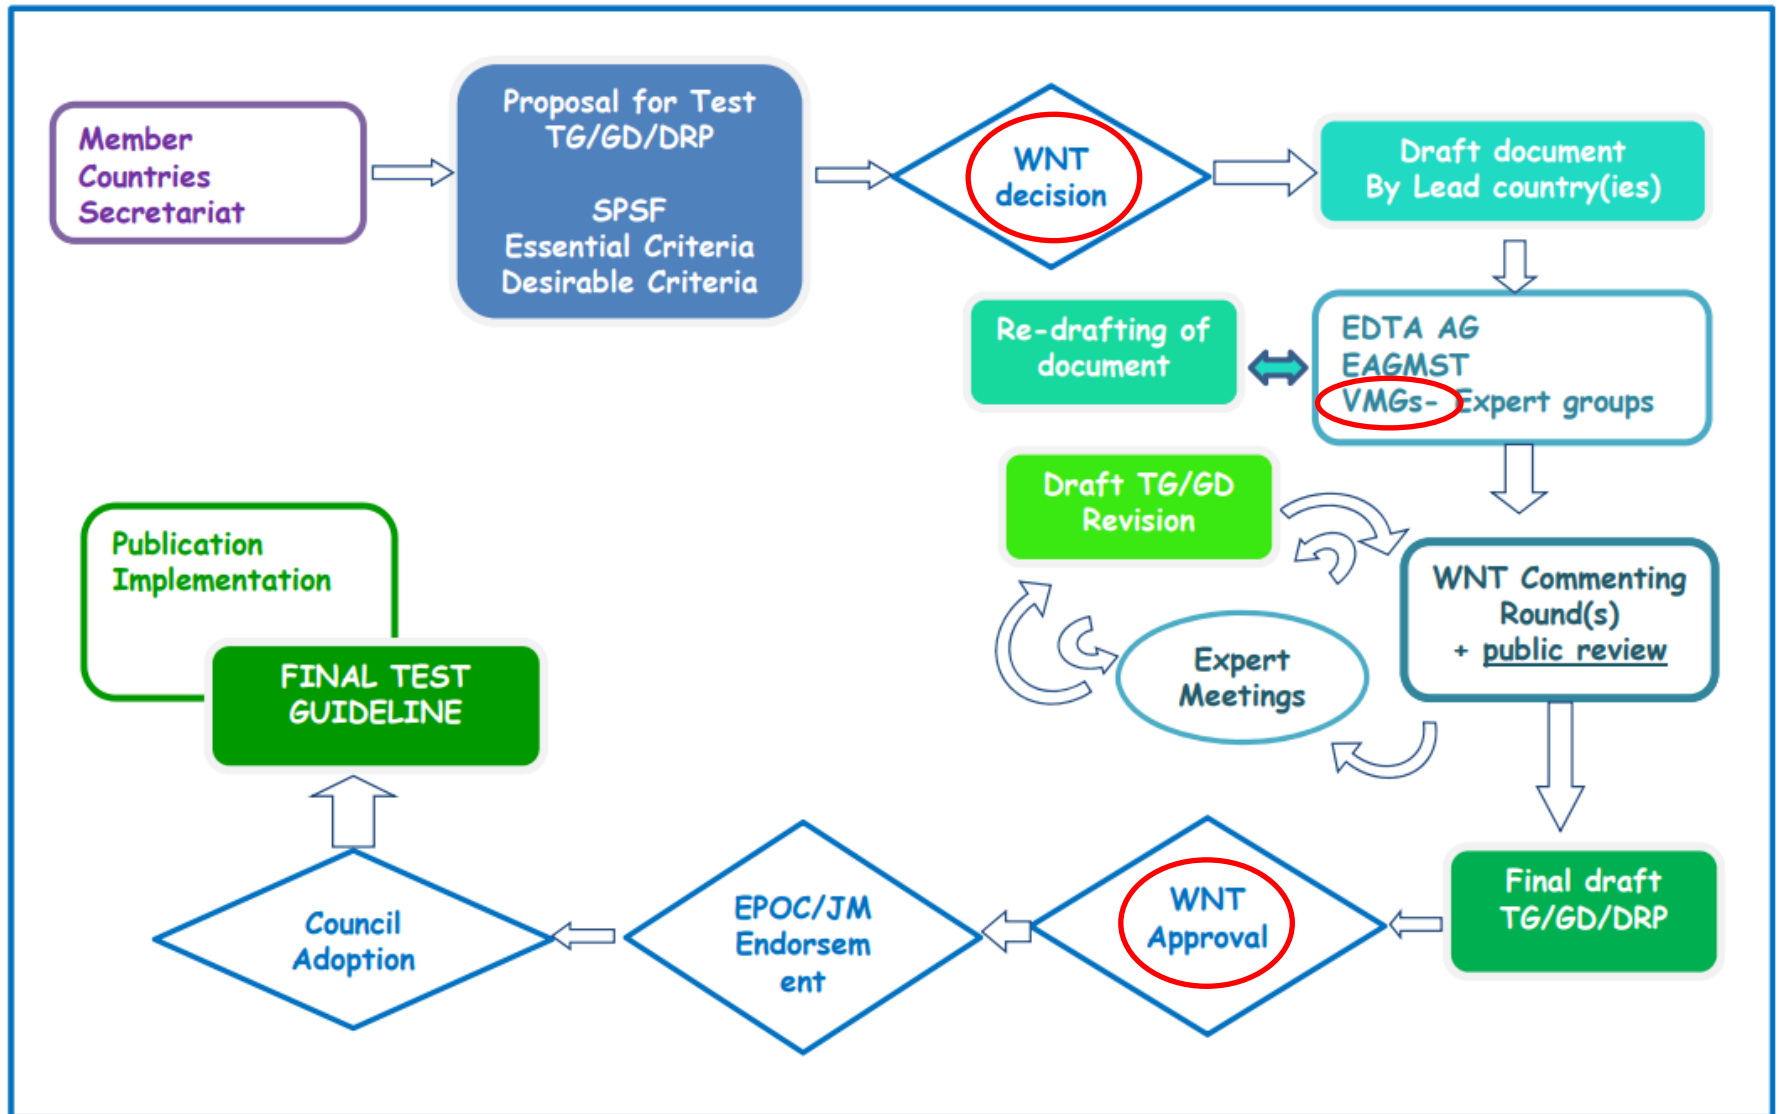 Member
Countries
Secretariat
Proposal for Test
TG/GD/DRP
SPSF
Essential Criteria
Desirable Criteria
WNT
decision
Draft document
By Lead country(ies)
EDTA AG
EAGMST
VMGs- Expert groups
Re-drafting of
document
Draft TG/GD
Revision
WNT Commenting
Round(s)
+ public review
Expert
Meetings
Final draft
TG/GD/DRP
WNT
Approval
EPOC/JM
Endorsem
ent
Council
Adoption
FINAL TEST
GUIDELINE
Publication
Implementation